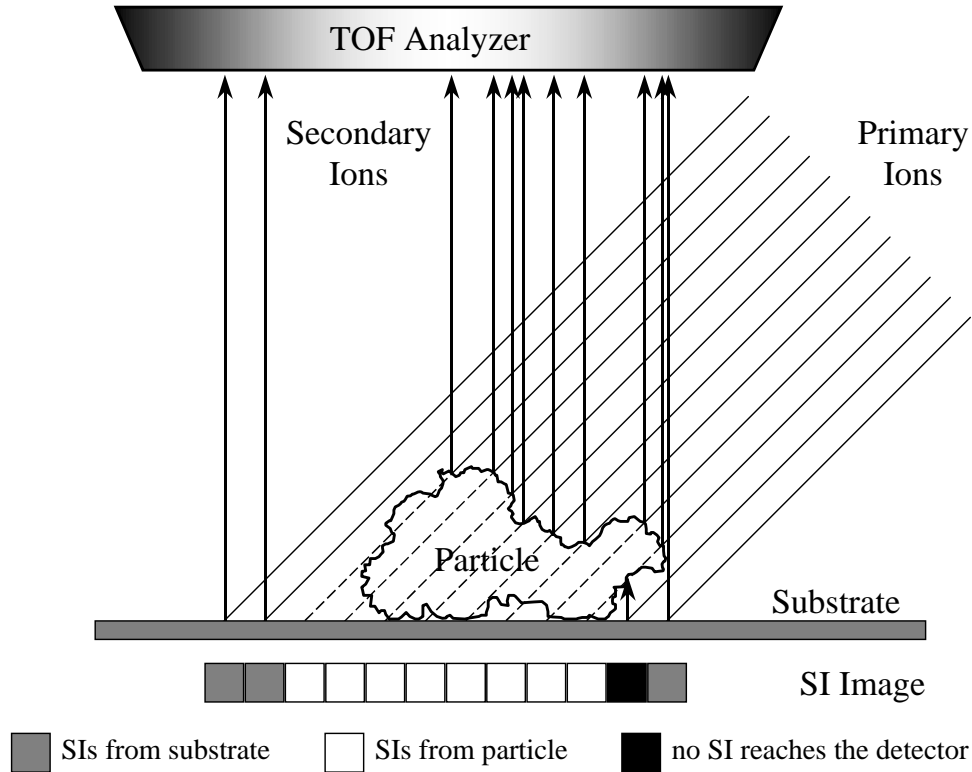 TOF Analyzer
Secondary
Ions
Primary
Ions
Particle
Substrate
SI Image
SIs from substrate
SIs from particle
no SI reaches the detector